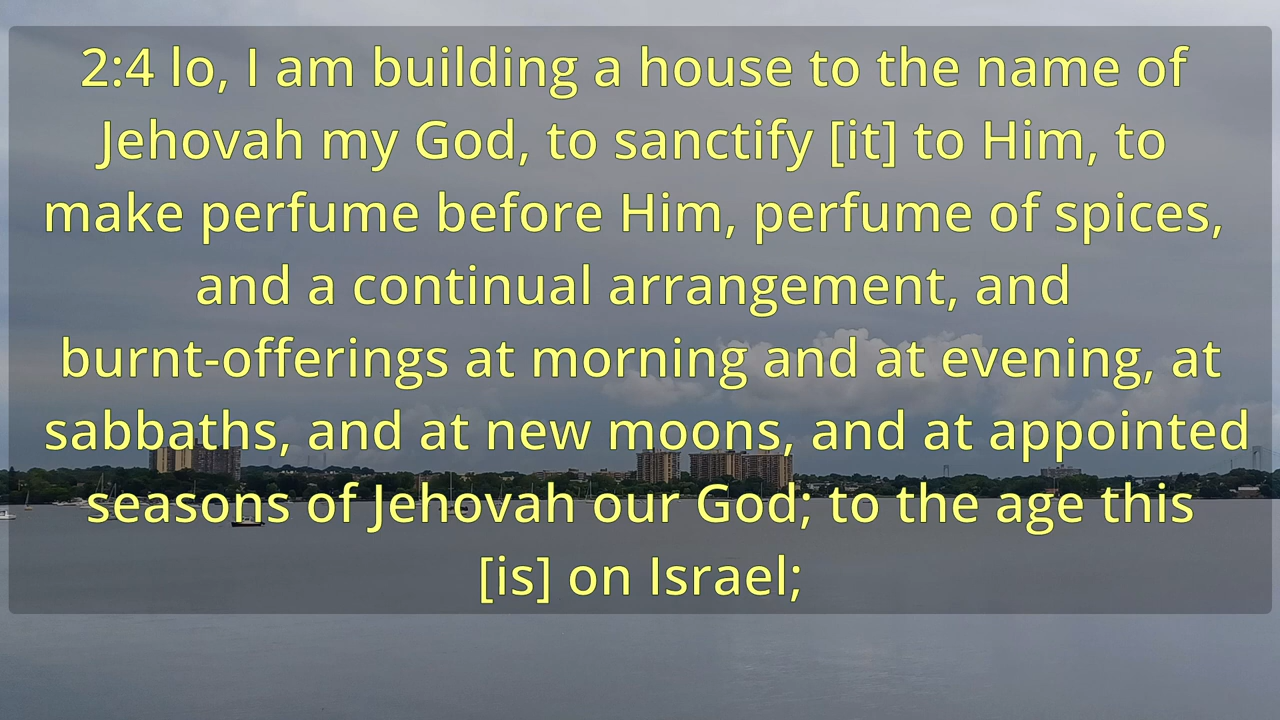 2:4 lo, I am building a house to the name of
Jehovah my God, to sanctify [it] to Him, to
make perfume before Him, perfume of spices,
and a continual arrangement, and
burnt-offerings at morning and at evening, at
sabbaths, and at new moons, and at appointed
seasons of Jehovah our God; to the age this
[is] on Israel;